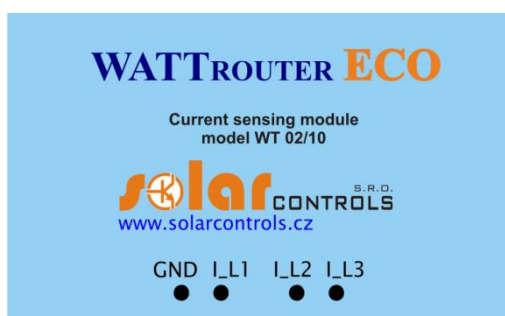 WATTROUTER ECO
Current sensing module
model WT 02/10
solar CONTROLS S.R.O.
www.solarcontrols.cz
GND I_L1 I_L2 I_L3